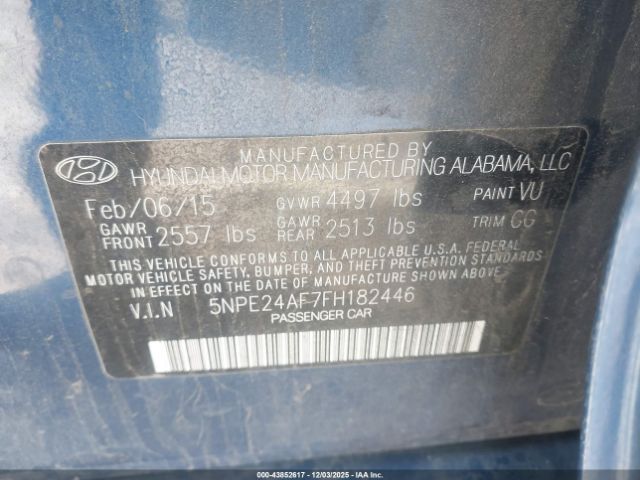 MANUFACTURED BY
HYUNDAI MOTOR MANUFACTURING ALABAMA, LLC
Feb/06/15 GVWR 4497 lbs PAINT VU
GAWR FRONT 2557 lbs GAWR REAR 2513 lbs TRIM GG
THIS VEHICLE CONFORMS TO ALL APPLICABLE U.S.A. FEDERAL
MOTOR VEHICLE SAFETY, BUMPER, AND THEFT PREVENTION STANDARDS
IN EFFECT ON THE DATE OF MANUFACTURE SHOWN ABOVE.
V.I.N 5NPE24AF7FH182446
PASSENGER CAR
000-43852617 - 12/03/2025 - IAAI.COM